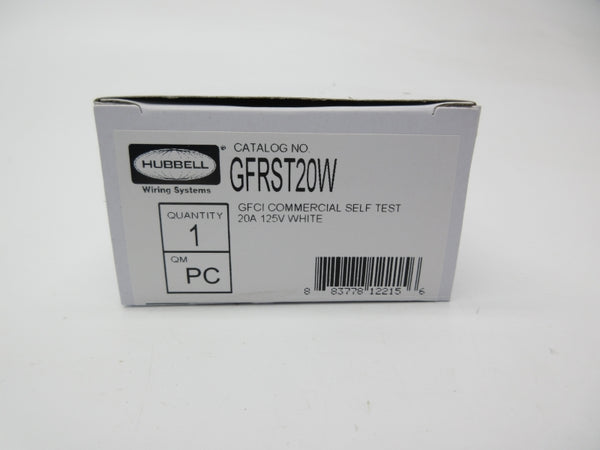 HUBBELL
Wiring Systems
CATALOG NO.
GFRST20W
GFCI COMMERCIAL SELF TEST
20A 125V WHITE
QUANTITY
1
QM
PC
8 83778 12215 6